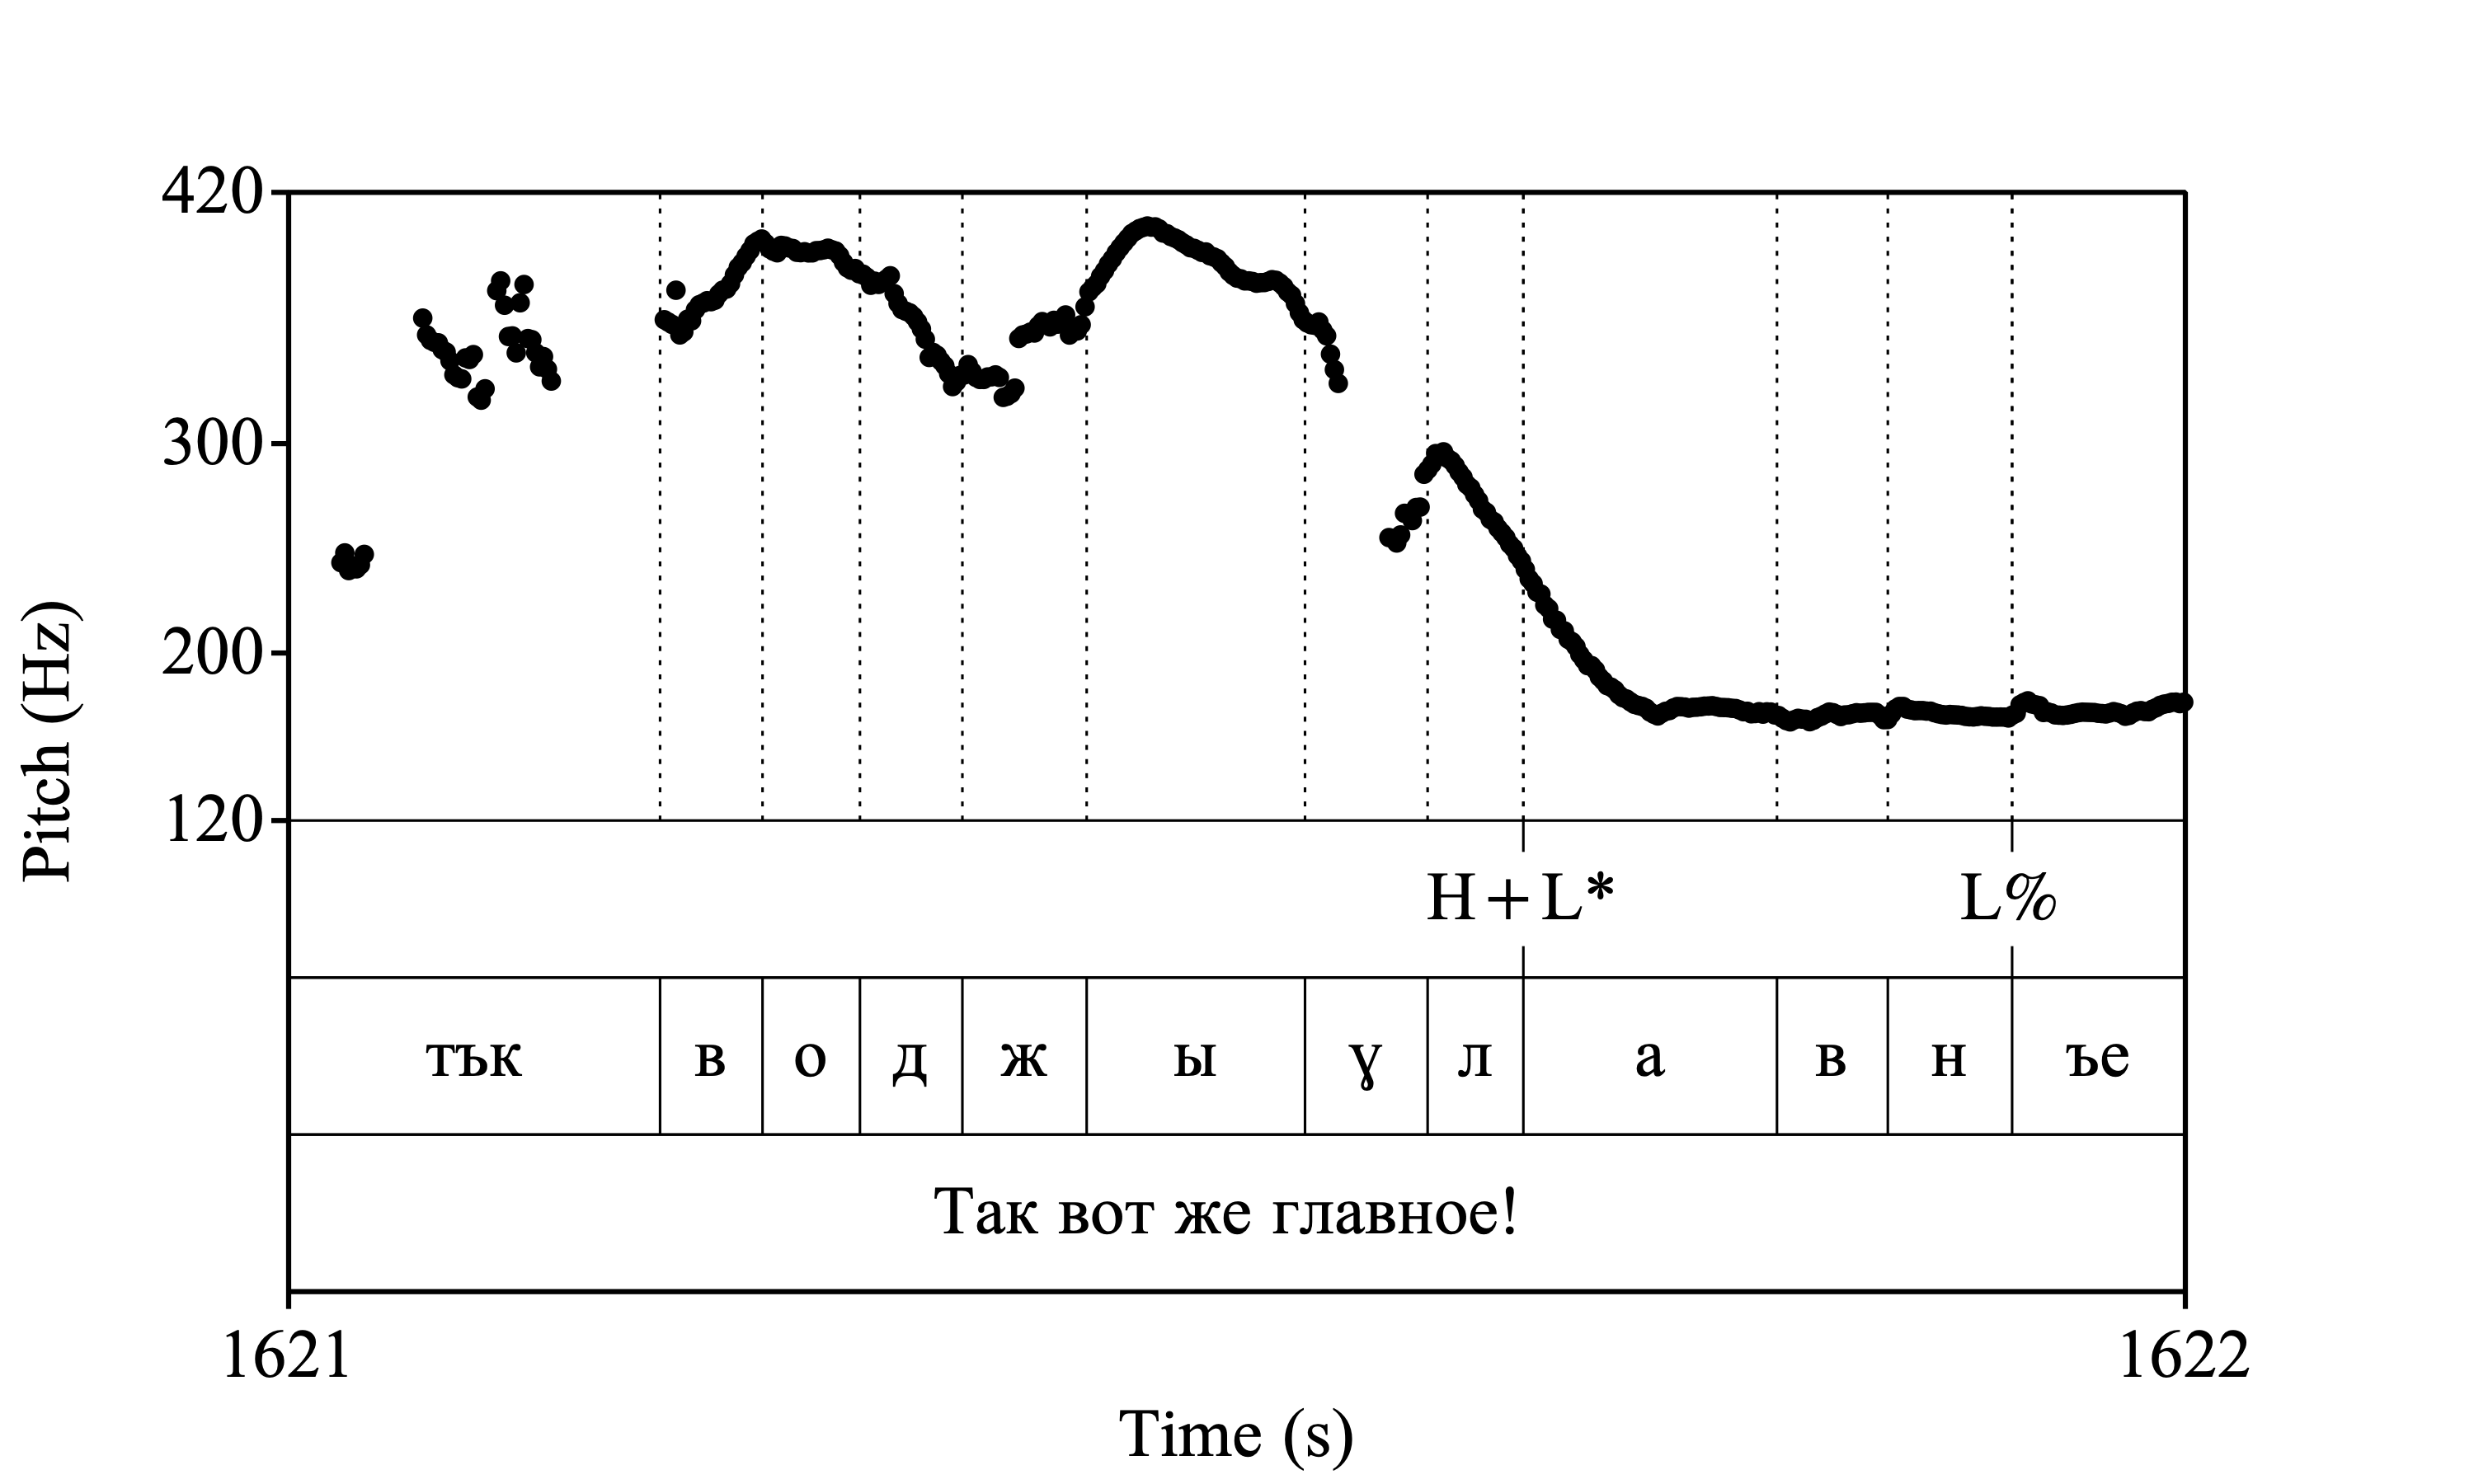 420
300
200
120
Pitch (Hz)
H+L* L%
тък в о д ж ы ɣ л а в н ъе
Так вот же главное!
1621 1622
Time (s)